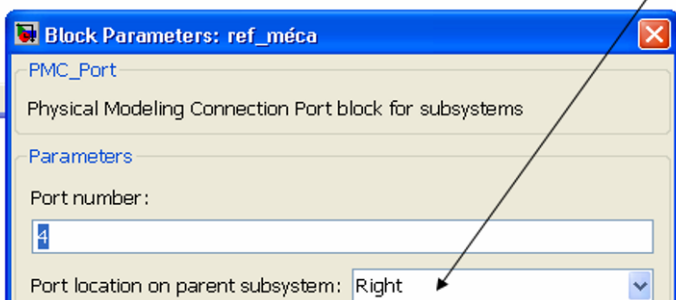 Block Parameters: ref_méca
PMC_Port
Physical Modeling Connection Port block for subsystems
Parameters
Port number:
4
Port location on parent subsystem: Right